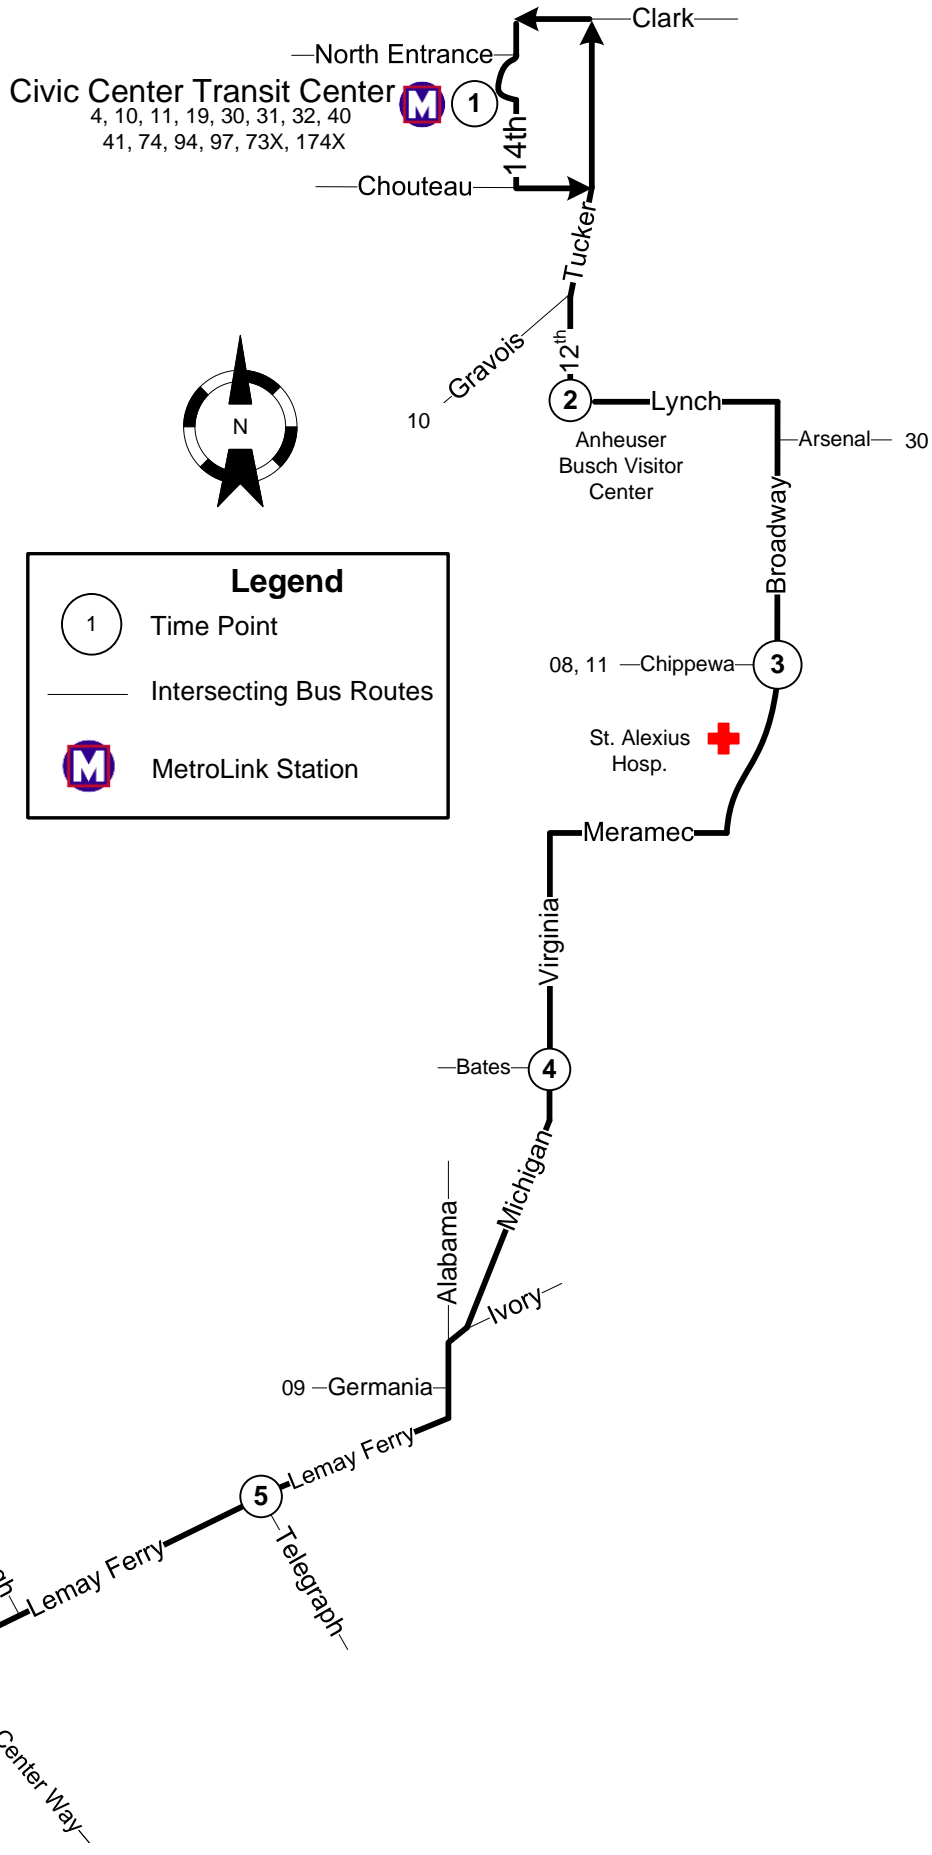 Clark
North Entrance
Civic Center Transit Center
M
1
4, 10, 11, 19, 30, 31, 32, 40
41, 74, 94, 97, 73X, 174X
14th
Chouteau
Tucker
Gravois
10
12th
2
Lynch
Anheuser
Busch Visitor
Center
Arsenal
30
N
Broadway
Legend
1
Time Point
Intersecting Bus Routes
M
MetroLink Station
08, 11
Chippewa
3
St. Alexius
Hosp.
Meramec
Virginia
Bates
4
Michigan
Alabama
Ivory
09
Germania
Lemay Ferry
5
Telegraph
Lemay Ferry
gh
Center Way